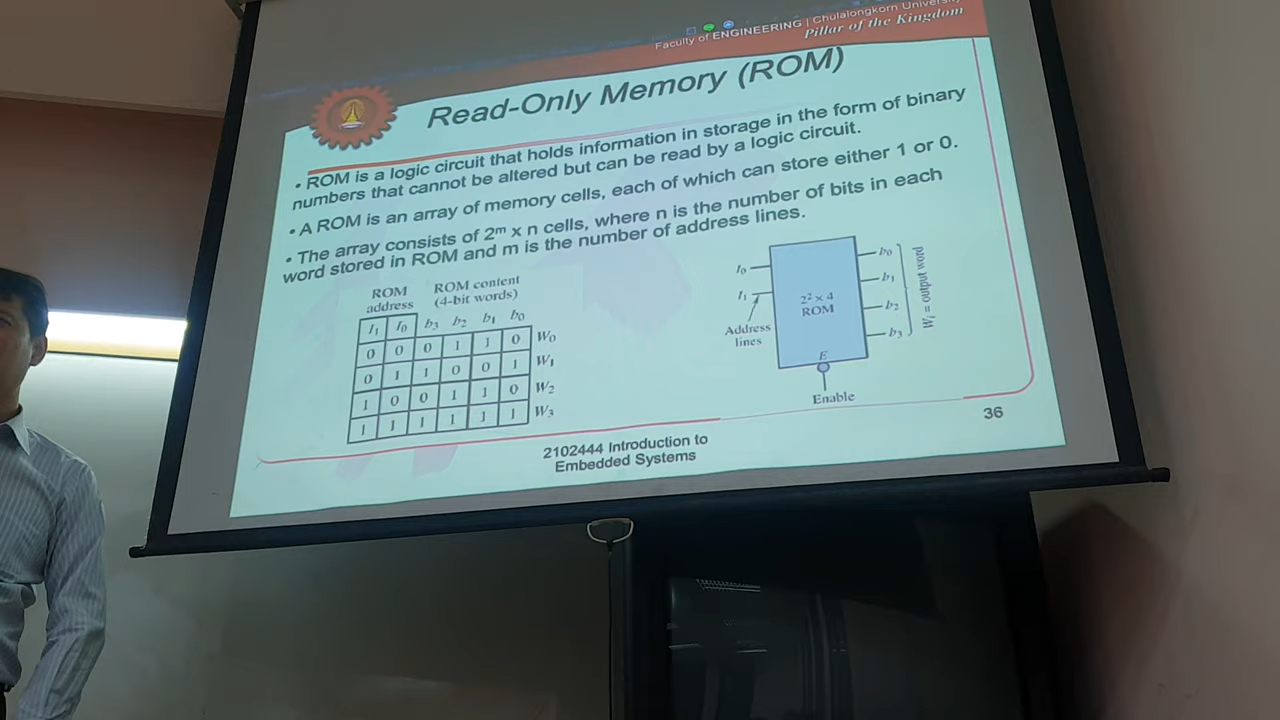 Faculty of ENGINEERING | Chulalongkorn University
Pillar of the Kingdom
Read-Only Memory (ROM)
• ROM is a logic circuit that holds information in storage in the form of binary
numbers that cannot be altered but can be read by a logic circuit.
• A ROM is an array of memory cells, each of which can store either 1 or 0.
• The array consists of 2ᵐ x n cells, where n is the number of bits in each
word stored in ROM and m is the number of address lines.
ROM address ROM content (4-bit words)
I₁ I₀ b₃ b₂ b₁ b₀
0 0 0 1 1 0 W₀
0 1 1 0 0 1 W₁
1 0 0 1 1 0 W₂
1 1 1 1 1 1 W₃
I₀
I₁
Address
lines
2² × 4
ROM
E
Enable
b₀
b₁
b₂
b₃
Wᵢ = output word
36
2102444 Introduction to
Embedded Systems